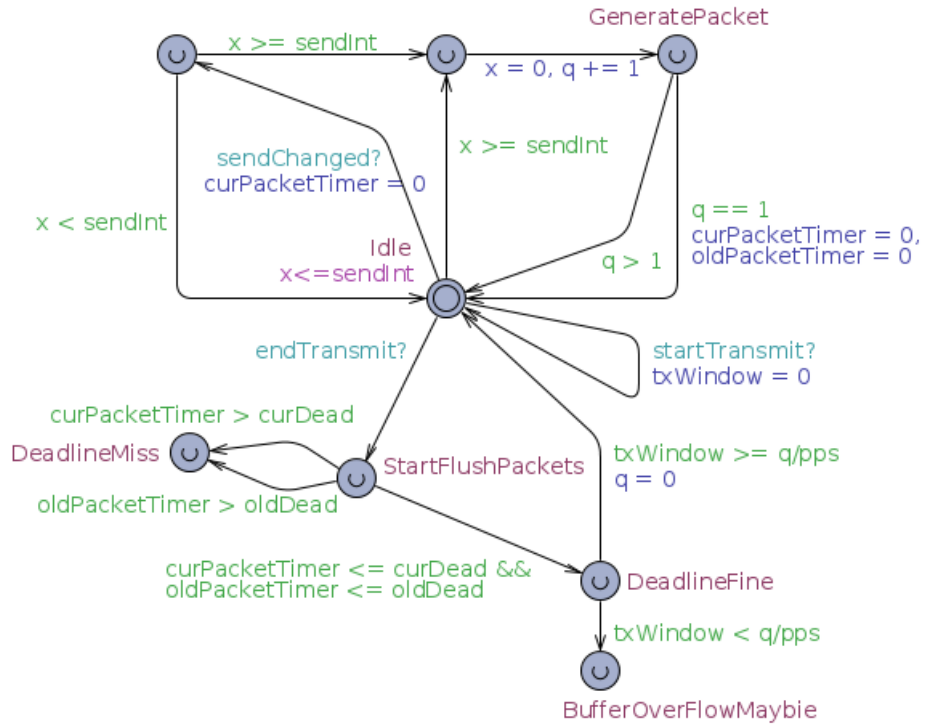 GeneratePacket
x >= sendInt
x = 0, q += 1
x >= sendInt
sendChanged?
curPacketTimer = 0
x < sendInt
q == 1
curPacketTimer = 0,
oldPacketTimer = 0
Idle
q > 1
x<=sendInt
endTransmit?
startTransmit?
txWindow = 0
curPacketTimer > curDead
DeadlineMiss
StartFlushPackets
txWindow >= q/pps
q = 0
oldPacketTimer > oldDead
curPacketTimer <= curDead &&
oldPacketTimer <= oldDead
DeadlineFine
txWindow < q/pps
BufferOverFlowMaybie